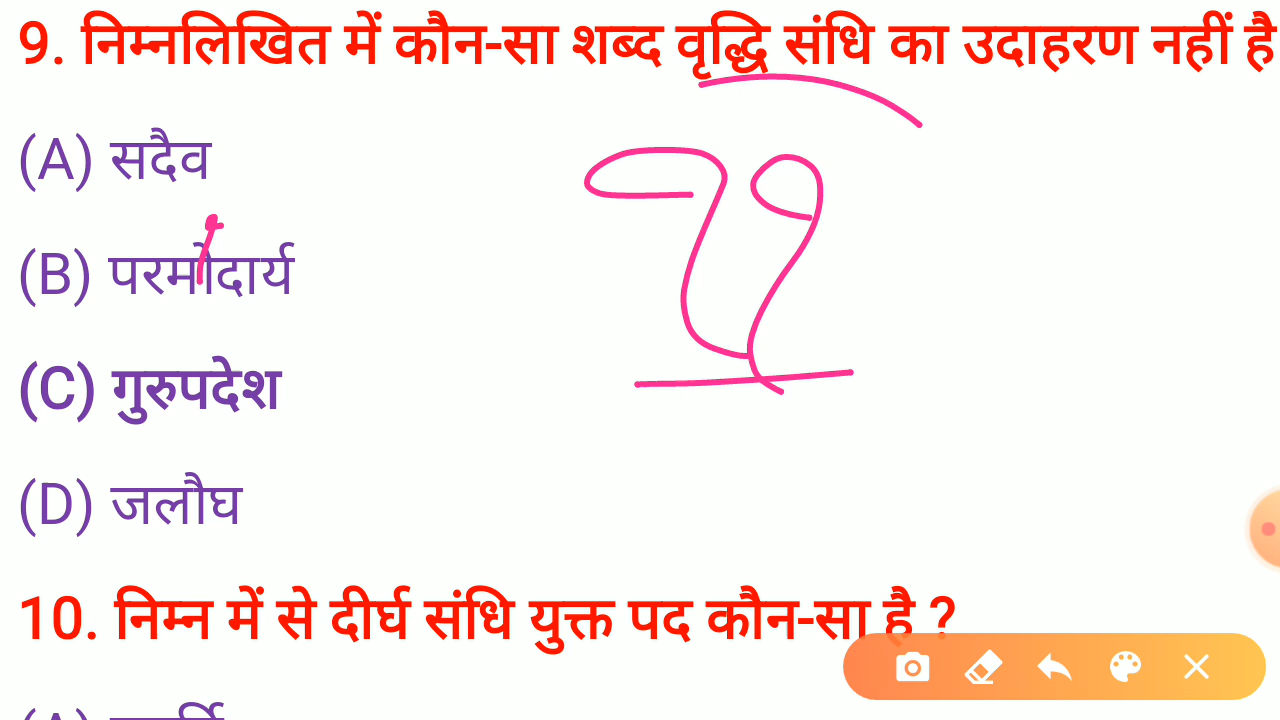 9. निम्नलिखित में कौन-सा शब्द वृद्धि संधि का उदाहरण नहीं है
(A) सदैव
(B) परमोदार्य
(C) गुरुपदेश
(D) जलौघ
10. निम्न में से दीर्घ संधि युक्त पद कौन-सा है ?